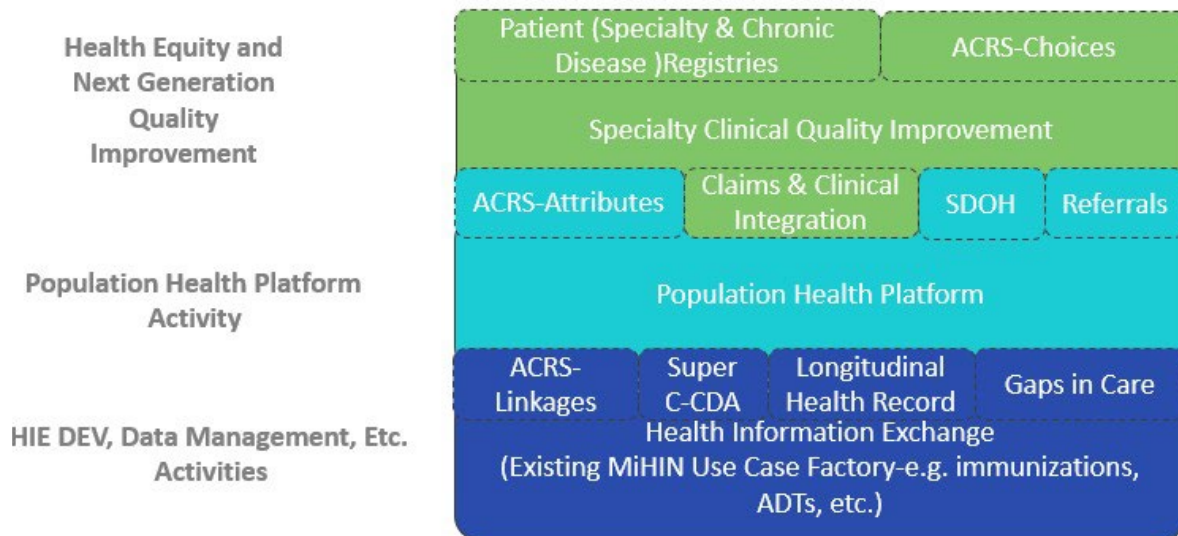 Health Equity and
Next Generation
Quality
Improvement
Patient (Specialty & Chronic
Disease )Registries
ACRS-Choices
Specialty Clinical Quality Improvement
ACRS-Attributes
Claims & Clinical
Integration
SDOH
Referrals
Population Health Platform
Activity
Population Health Platform
ACRS-
Linkages
Super
C-CDA
Longitudinal
Health Record
Gaps in Care
HIE DEV, Data Management, Etc.
Activities
Health Information Exchange
(Existing MiHIN Use Case Factory-e.g. immunizations,
ADTs, etc.)